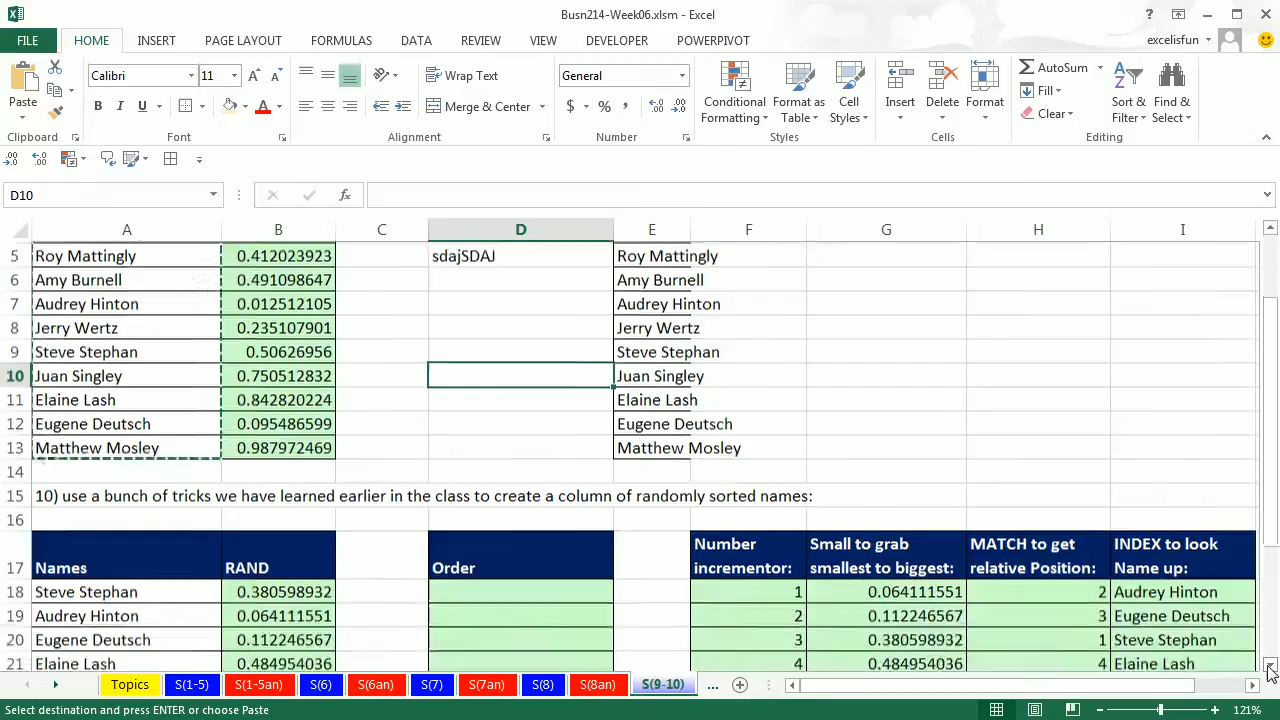 Busn214-Week06.xlsm - Excel
FILE HOME INSERT PAGE LAYOUT FORMULAS DATA REVIEW VIEW DEVELOPER POWERPIVOT excelisfun
Paste Calibri 11 Wrap Text General AutoSum
Merge & Center Conditional Formatting Format as Table Cell Styles Insert Delete Format Fill Sort & Filter Find & Select
Clear
Clipboard Font Alignment Number Styles Cells Editing
D10
A B C D E F G H I
5 Roy Mattingly 0.412023923 sdajSDAJ Roy Mattingly
6 Amy Burnell 0.491098647 Amy Burnell
7 Audrey Hinton 0.012512105 Audrey Hinton
8 Jerry Wertz 0.235107901 Jerry Wertz
9 Steve Stephan 0.50626956 Steve Stephan
10 Juan Singley 0.750512832 Juan Singley
11 Elaine Lash 0.842820224 Elaine Lash
12 Eugene Deutsch 0.095486599 Eugene Deutsch
13 Matthew Mosley 0.987972469 Matthew Mosley
14
15 10) use a bunch of tricks we have learned earlier in the class to create a column of randomly sorted names:
16
17 Names RAND Order Number incrementor: Small to grab smallest to biggest: MATCH to get relative Position: INDEX to look Name up:
18 Steve Stephan 0.380598932 1 0.064111551 2 Audrey Hinton
19 Audrey Hinton 0.064111551 2 0.112246567 3 Eugene Deutsch
20 Eugene Deutsch 0.112246567 3 0.380598932 1 Steve Stephan
21 Elaine Lash 0.484954036 4 0.484954036 4 Elaine Lash
Topics S(1-5) S(1-5an) S(6) S(6an) S(7) S(7an) S(8) S(8an) S(9-10) ...
Select destination and press ENTER or choose Paste 121%